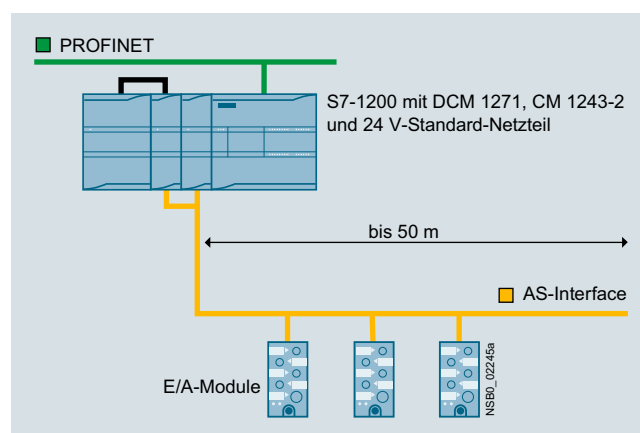 PROFINET
S7-1200 mit DCM 1271, CM 1243-2
und 24 V-Standard-Netzteil
bis 50 m
AS-Interface
E/A-Module
NSB0_02245a